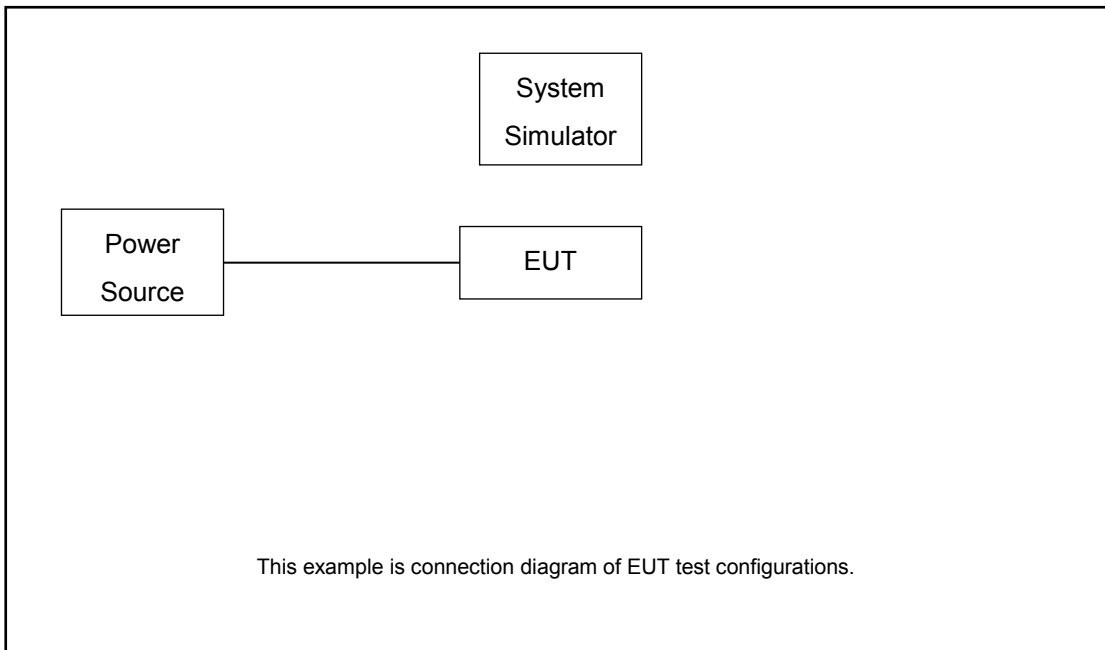 System
Simulator
Power
Source
EUT
This example is connection diagram of EUT test configurations.